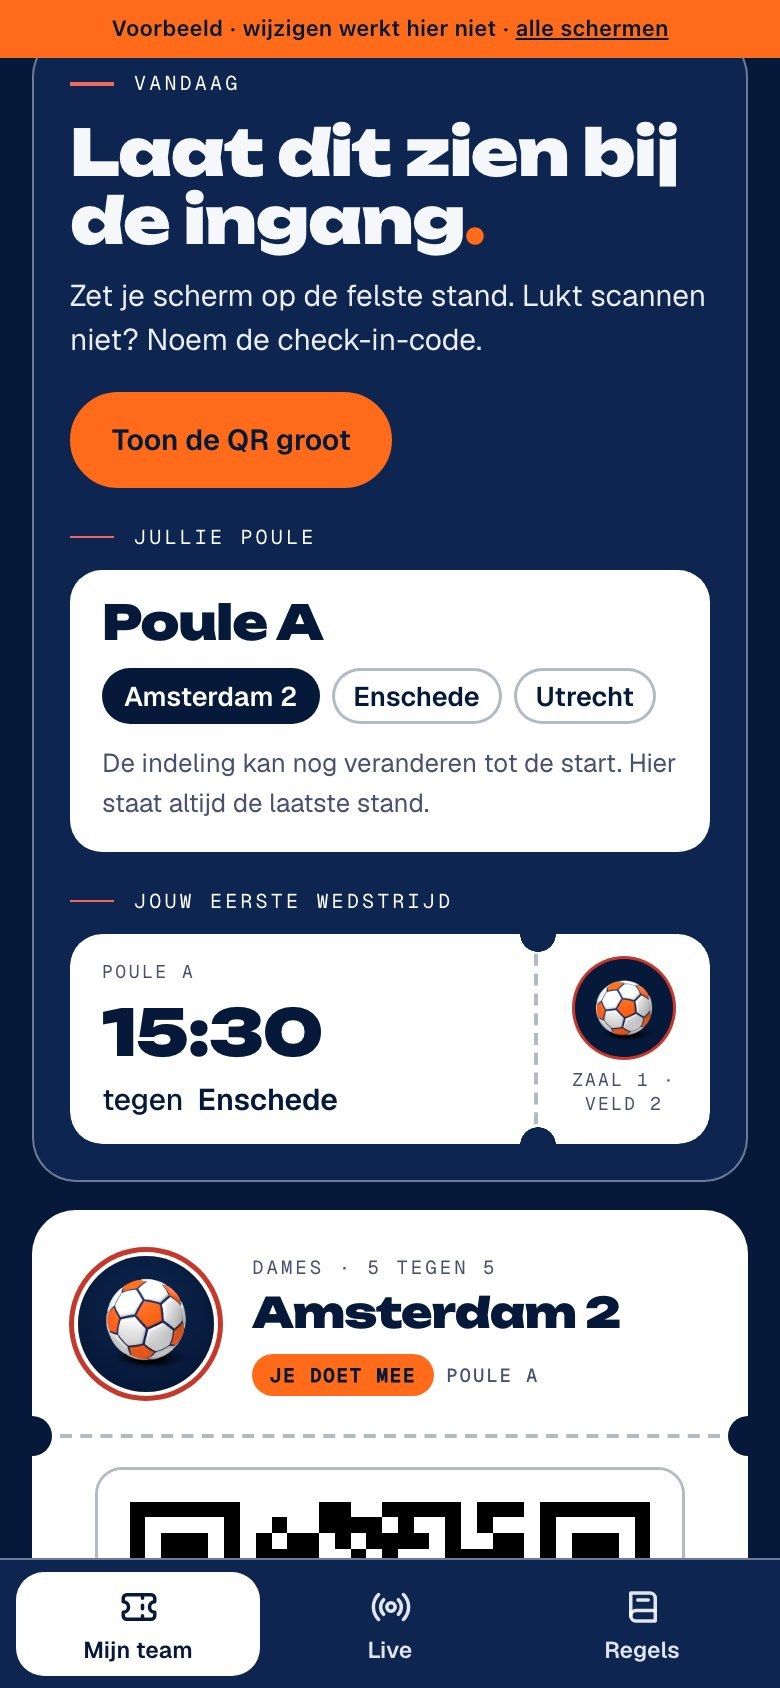 Voorbeeld · wijzigen werkt hier niet · alle schermen
VANDAAG
Laat dit zien bij
de ingang.
Zet je scherm op de felste stand. Lukt scannen
niet? Noem de check-in-code.
Toon de QR groot
JULLIE POULE
Poule A
Amsterdam 2 Enschede Utrecht
De indeling kan nog veranderen tot de start. Hier
staat altijd de laatste stand.
JOUW EERSTE WEDSTRIJD
POULE A
15:30
tegen Enschede
ZAAL 1 ·
VELD 2
DAMES · 5 TEGEN 5
Amsterdam 2
JE DOET MEE POULE A
Mijn team Live Regels